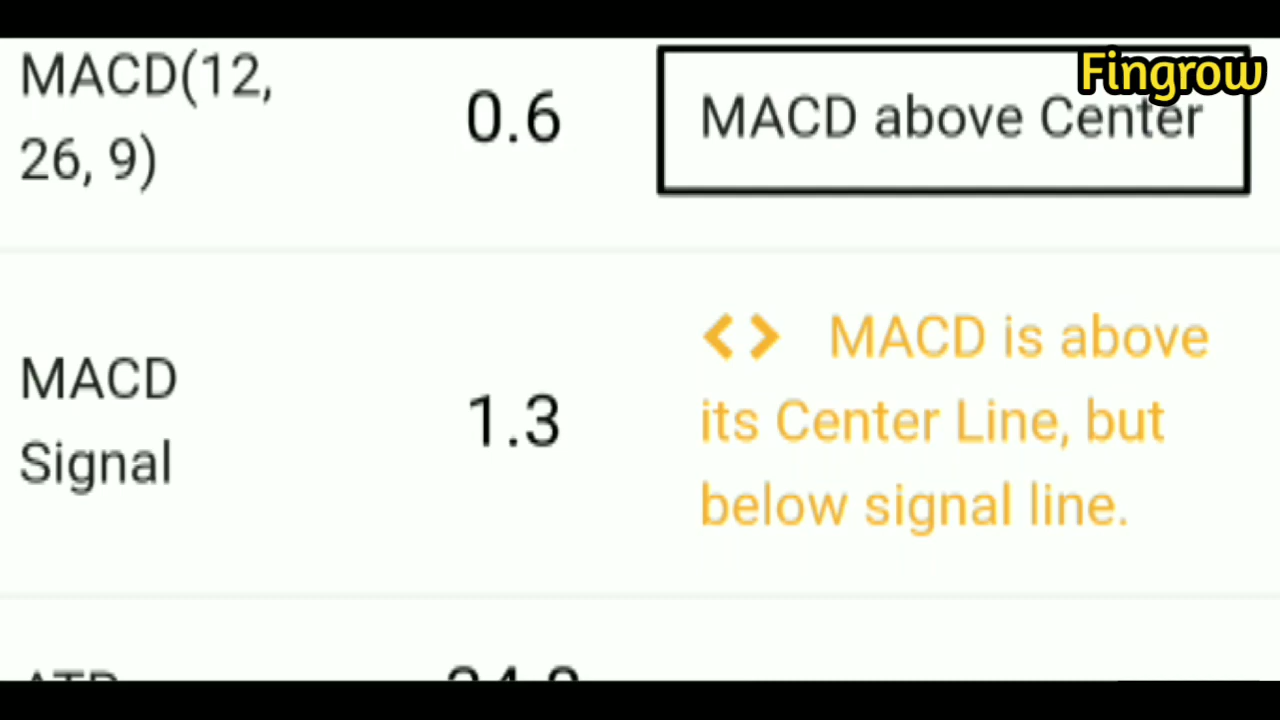 Fingrow
MACD(12,
26, 9)
0.6
MACD above Center
MACD
Signal
1.3
<> MACD is above
its Center Line, but
below signal line.